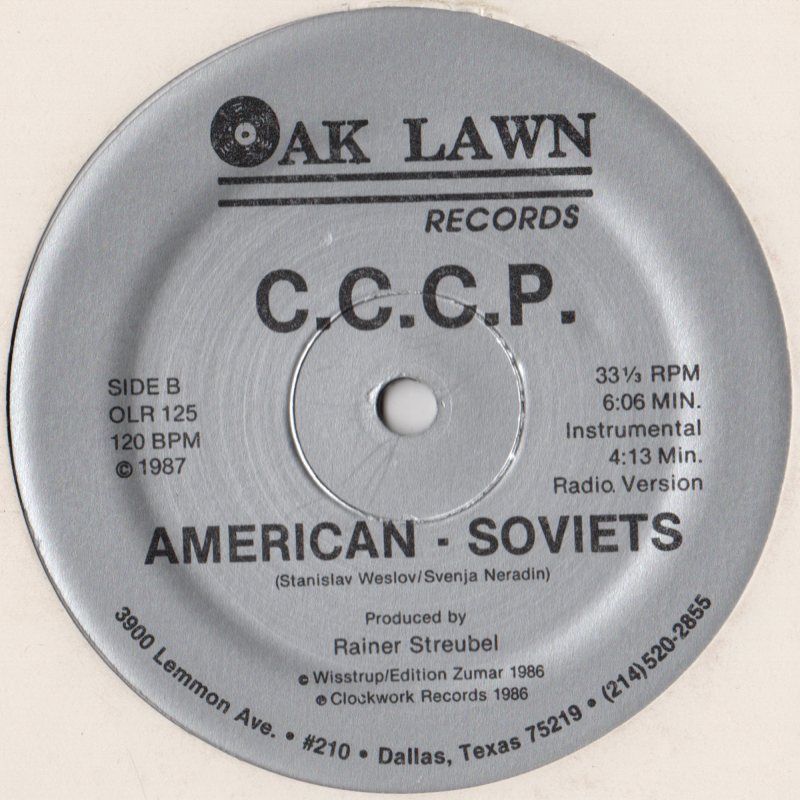 OAK LAWN
RECORDS
C.C.C.P.
SIDE B
OLR 125
120 BPM
© 1987
33⅓ RPM
6:06 MIN.
Instrumental
4:13 Min.
Radio. Version
AMERICAN - SOVIETS
(Stanislav Weslov/Svenja Neradin)
Produced by
Rainer Streubel
© Wisstrup/Edition Zumar 1986
℗ Clockwork Records 1986
3900 Lemmon Ave. • #210 • Dallas, Texas 75219 • (214)520-2855